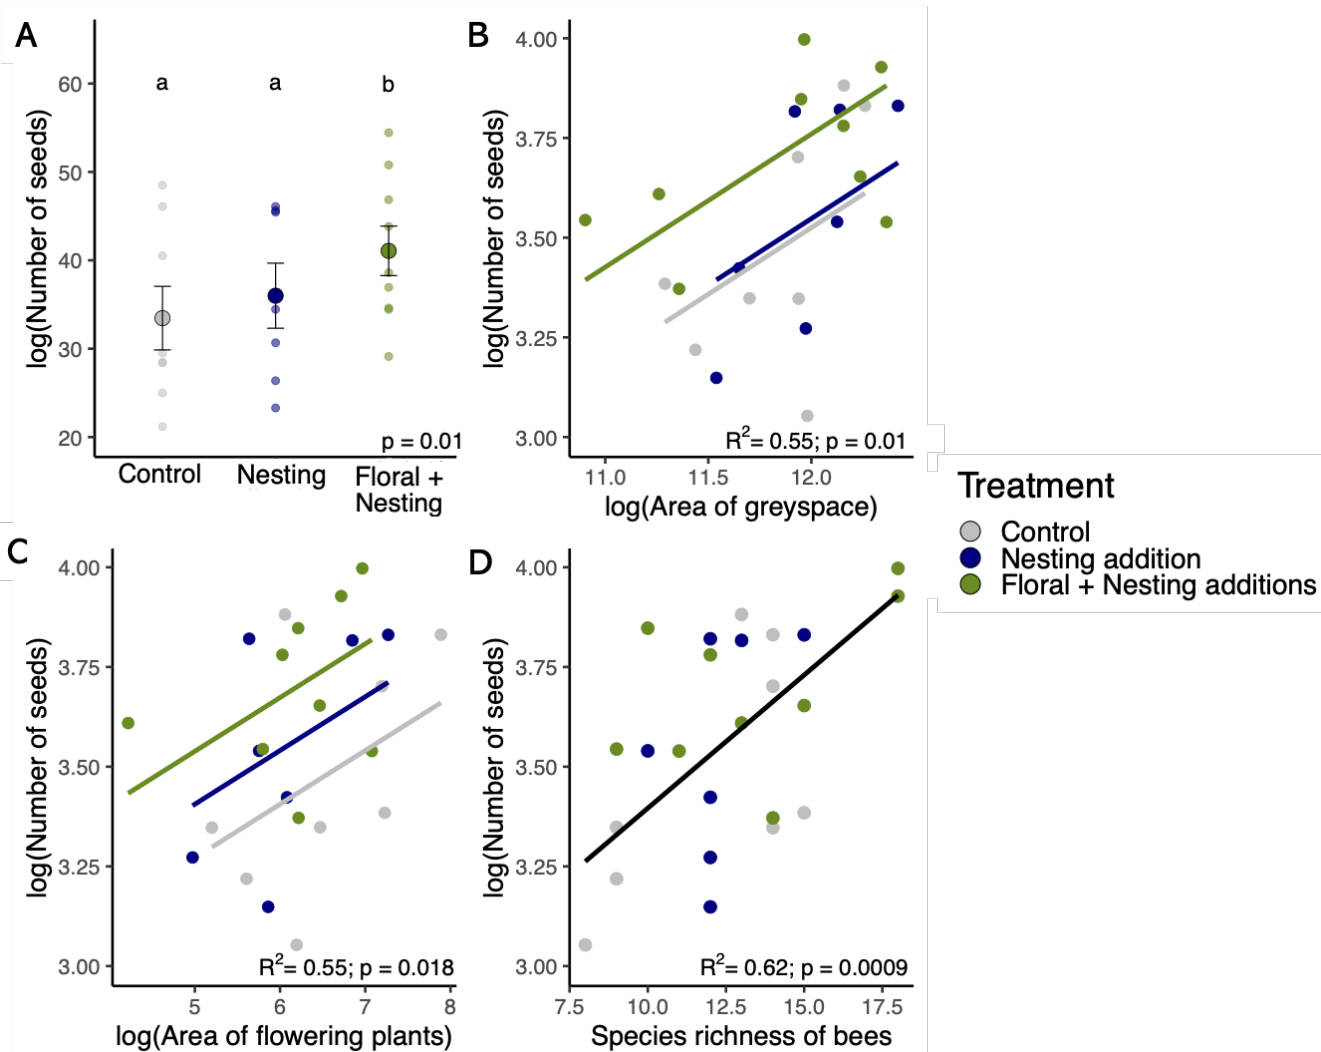 A
log(Number of seeds)
60
50
40
30
20
a
a
b
p = 0.01
Control
Nesting
Floral +
Nesting
B
log(Number of seeds)
4.00
3.75
3.50
3.25
3.00
R²= 0.55; p = 0.01
11.0 11.5 12.0
log(Area of greyspace)
Treatment
Control
Nesting addition
Floral + Nesting additions
C
log(Number of seeds)
4.00
3.75
3.50
3.25
3.00
R²= 0.55; p = 0.018
5 6 7 8
log(Area of flowering plants)
D
log(Number of seeds)
4.00
3.75
3.50
3.25
3.00
R²= 0.62; p = 0.0009
7.5 10.0 12.5 15.0 17.5
Species richness of bees